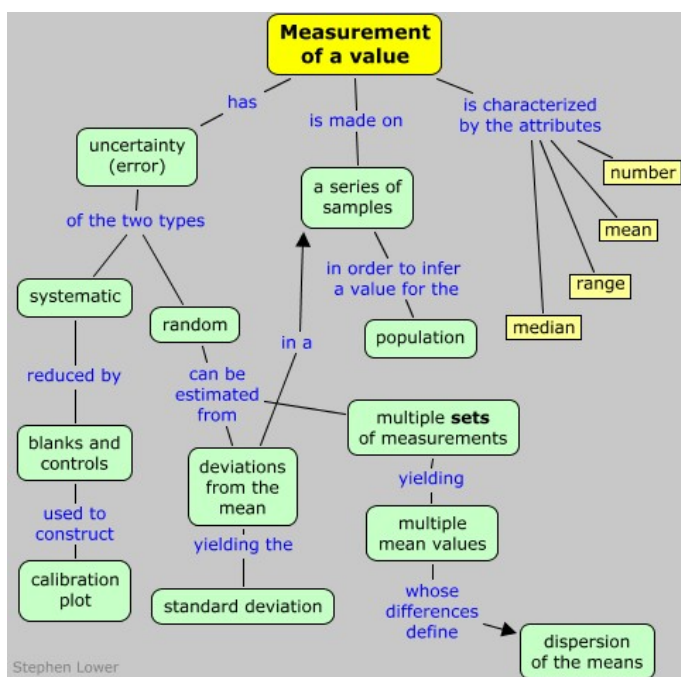 Measurement
of a value
has
is made on
is characterized
by the attributes
uncertainty
(error)
a series of
samples
number
mean
range
median
of the two types
in order to infer
a value for the
systematic
random
population
in a
reduced by
can be
estimated
from
multiple sets
of measurements
blanks and
controls
deviations
from the
mean
yielding
used to
construct
yielding the
multiple
mean values
calibration
plot
standard deviation
whose
differences
define
dispersion
of the means
Stephen Lower